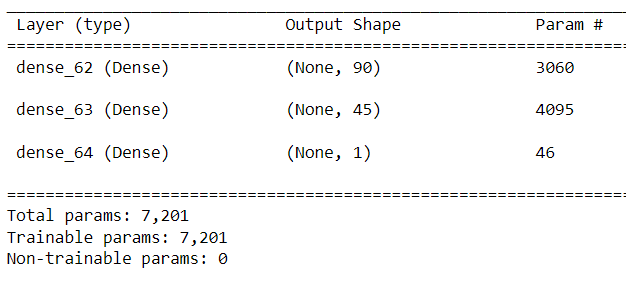 Layer (type) Output Shape Param #
=================================================================
dense_62 (Dense) (None, 90) 3060
dense_63 (Dense) (None, 45) 4095
dense_64 (Dense) (None, 1) 46
=================================================================
Total params: 7,201
Trainable params: 7,201
Non-trainable params: 0